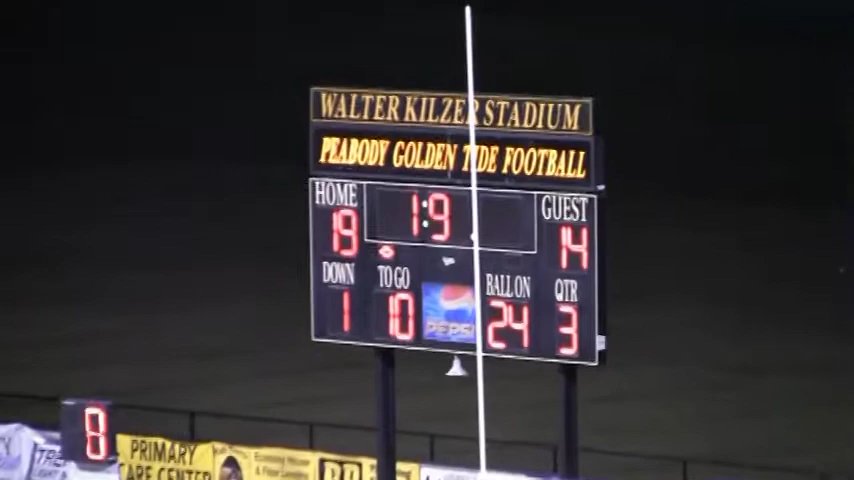 WALTER KILZER STADIUM
PEABODY GOLDEN TIDE FOOTBALL
HOME 1:9 GUEST
19 14
DOWN TO GO BALL ON QTR
1 10 PEPSI 24 3
8
PRIMARY
CARE CENTER